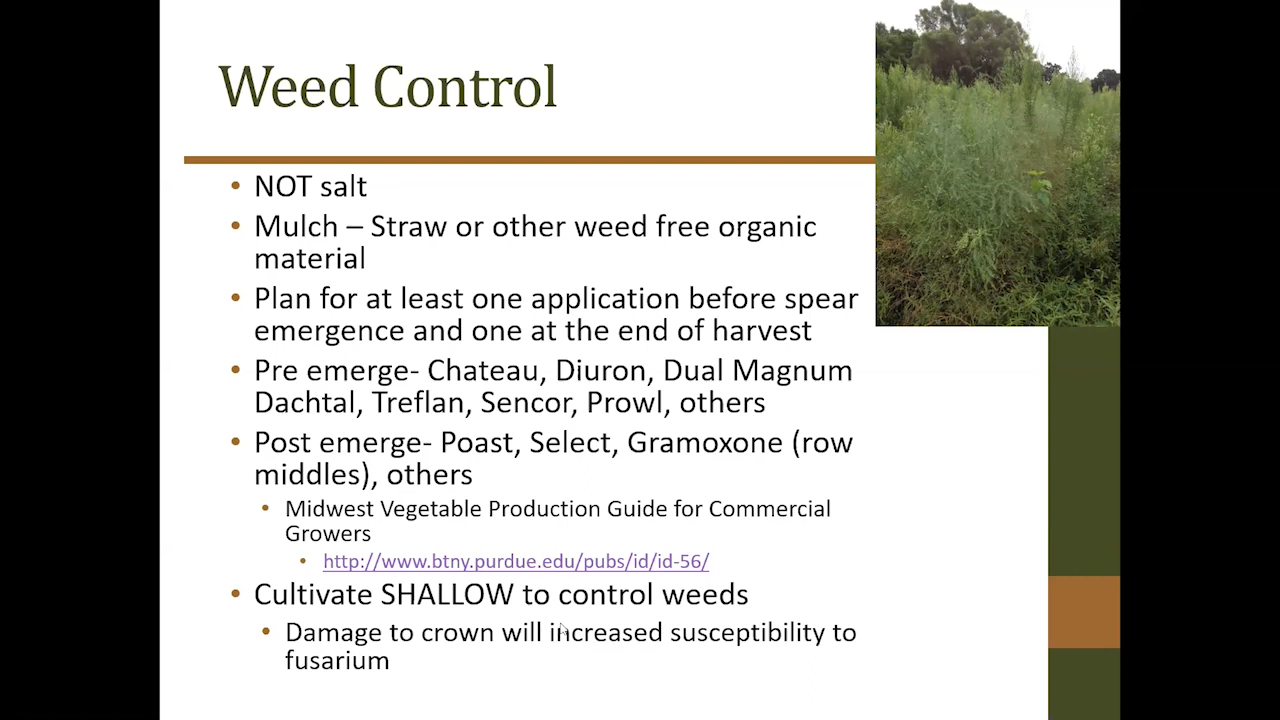 Weed Control
• NOT salt
• Mulch – Straw or other weed free organic
material
• Plan for at least one application before spear
emergence and one at the end of harvest
• Pre emerge- Chateau, Diuron, Dual Magnum
Dachtal, Treflan, Sencor, Prowl, others
• Post emerge- Poast, Select, Gramoxone (row
middles), others
• Midwest Vegetable Production Guide for Commercial
Growers
• http://www.btny.purdue.edu/pubs/id/id-56/
• Cultivate SHALLOW to control weeds
• Damage to crown will increased susceptibility to
fusarium